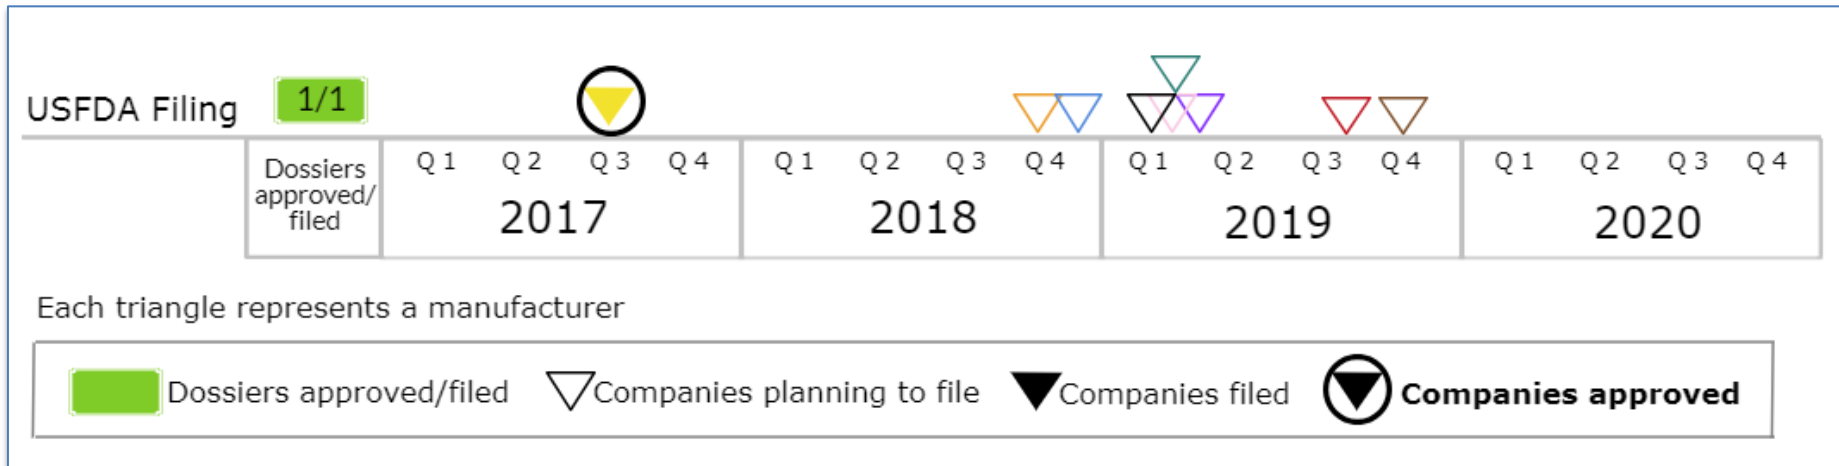 USFDA Filing
1/1
Dossiers
approved/
filed
Q 1 Q 2 Q 3 Q 4
2017
Q 1 Q 2 Q 3 Q 4
2018
Q 1 Q 2 Q 3 Q 4
2019
Q 1 Q 2 Q 3 Q 4
2020
Each triangle represents a manufacturer
Dossiers approved/filed Companies planning to file Companies filed Companies approved